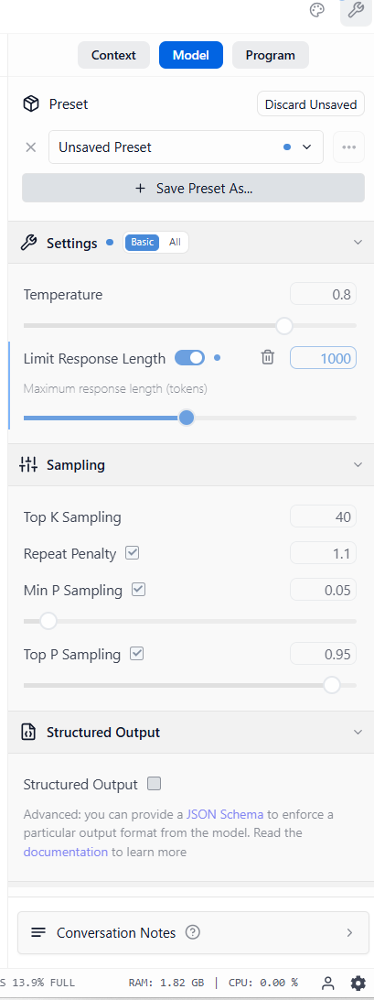 Context Model Program
Preset Discard Unsaved
Unsaved Preset
+ Save Preset As...
Settings Basic All
Temperature 0.8
Limit Response Length 1000
Maximum response length (tokens)
Sampling
Top K Sampling 40
Repeat Penalty 1.1
Min P Sampling 0.05
Top P Sampling 0.95
Structured Output
Structured Output
Advanced: you can provide a JSON Schema to enforce a
particular output format from the model. Read the
documentation to learn more
Conversation Notes
S 13.9% FULL RAM: 1.82 GB | CPU: 0.00 %